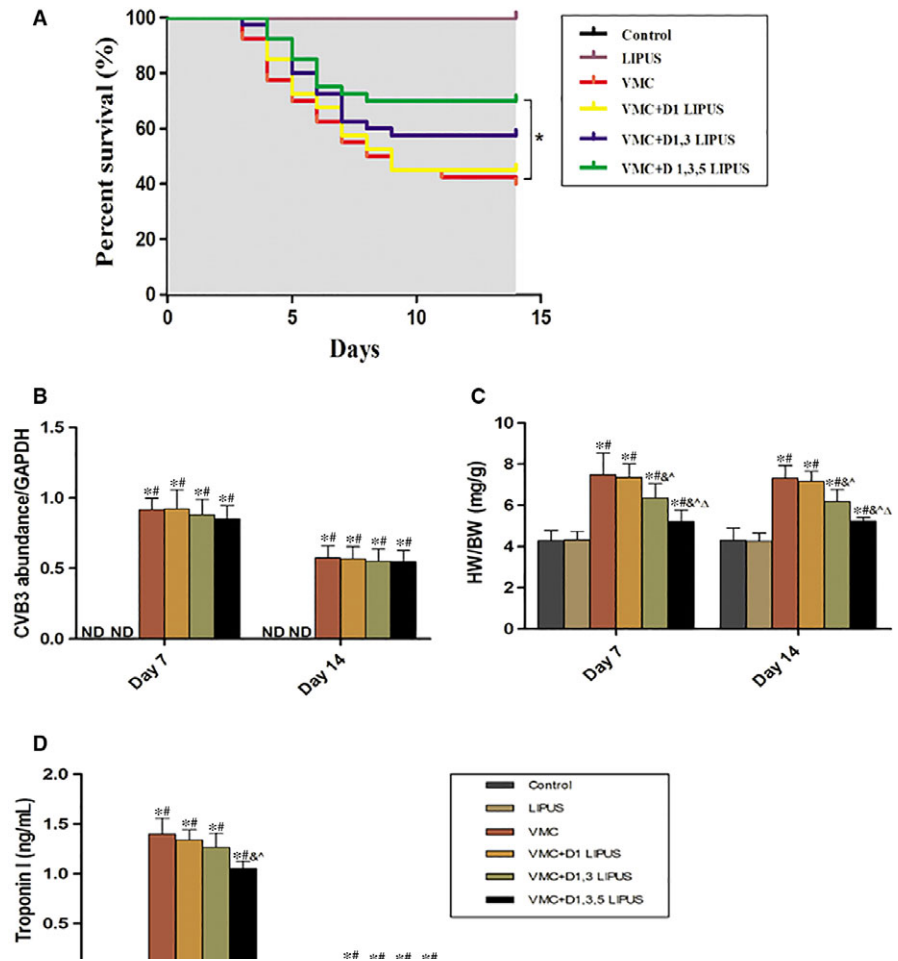 A
Percent survival (%)
100
80
60
40
20
0
0
5
10
15
Days
*
Control
LIPUS
VMC
VMC+D1 LIPUS
VMC+D1,3 LIPUS
VMC+D 1,3,5 LIPUS
B
CVB3 abundance/GAPDH
1.5
1.0
0.5
0.0
ND ND
*# *# *# *#
ND ND
*# *# *# *#
Day 7
Day 14
C
HW/BW (mg/g)
10
8
6
4
2
0
*# *# *#&^ *#&^Δ
*# *# *#&^ *#&^Δ
Day 7
Day 14
D
Troponin I (ng/mL)
2.0
1.5
1.0
0.5
*# *# *# *#&^
*# *# *# *#
Control
LIPUS
VMC
VMC+D1 LIPUS
VMC+D1,3 LIPUS
VMC+D1,3,5 LIPUS